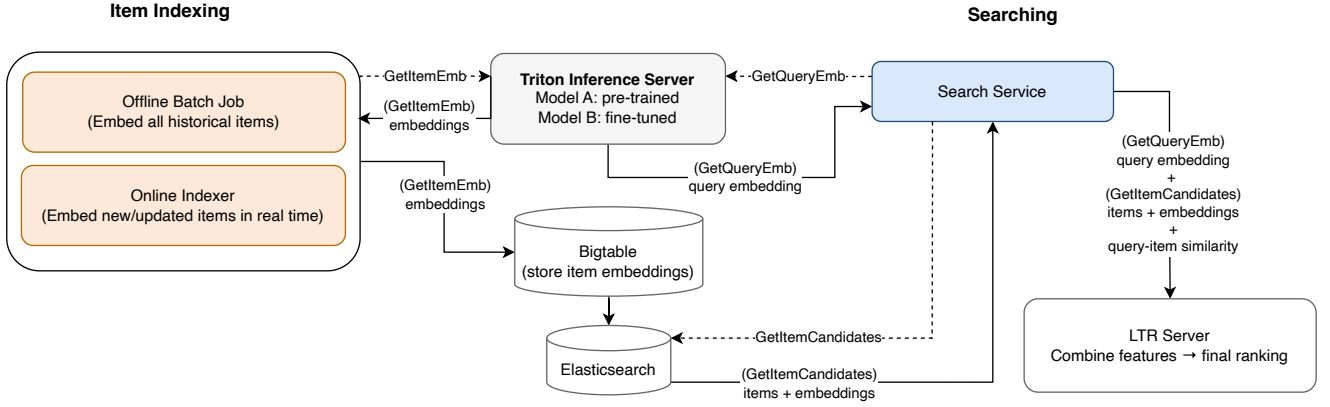 Item Indexing
Searching
Offline Batch Job
(Embed all historical items)
Online Indexer
(Embed new/updated items in real time)
GetItemEmb
(GetItemEmb)
embeddings
Triton Inference Server
Model A: pre-trained
Model B: fine-tuned
GetQueryEmb
Search Service
(GetQueryEmb)
query embedding
(GetItemEmb)
embeddings
Bigtable
(store item embeddings)
Elasticsearch
GetItemCandidates
(GetItemCandidates)
items + embeddings
(GetQueryEmb)
query embedding
+
(GetItemCandidates)
items + embeddings
+
query-item similarity
LTR Server
Combine features → final ranking